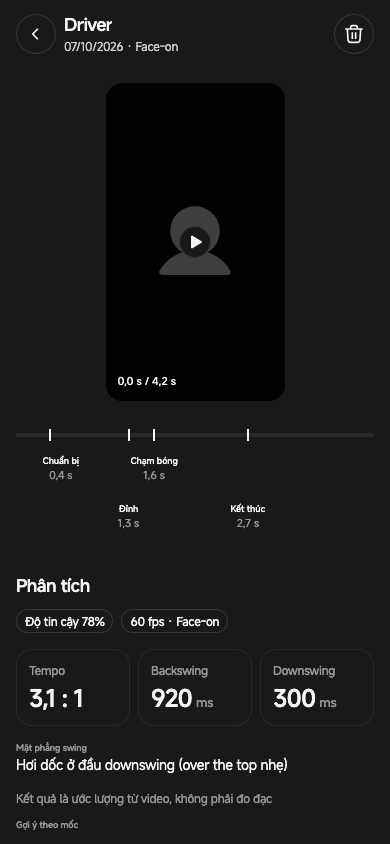 Driver
07/10/2026 · Face-on
0,0 s / 4,2 s
Chuẩn bị
0,4 s
Chạm bóng
1,6 s
Đỉnh
1,3 s
Kết thúc
2,7 s
Phân tích
Độ tin cậy 78%
60 fps · Face-on
Tempo
3,1 : 1
Backswing
920 ms
Downswing
300 ms
Mặt phẳng swing
Hơi dốc ở đầu downswing (over the top nhẹ)
Kết quả là ước lượng từ video, không phải đo đạc
Gợi ý theo mốc